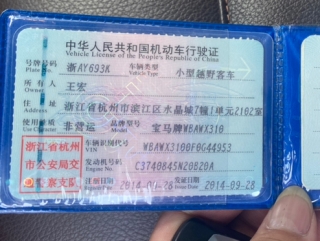 中华人民共和国机动车行驶证
Vehicle License of the People's Republic of China
号牌号码 浙AY693K 车辆类型 小型越野客车
Plate No. Vehicle Type
所有人 王宏
Owner
住址 浙江省杭州市滨江区水晶城7幢1单元2102室
Address
使用性质 非营运 品牌型号 宝马牌WBAWX310
Use Character Model
浙江省杭州市公安局交警支队
车辆识别代号 WBAWX3100F0G44953
VIN
发动机号码 C3740845N20B20A
Engine No.
注册日期 2014-09-28 发证日期 2014-09-28